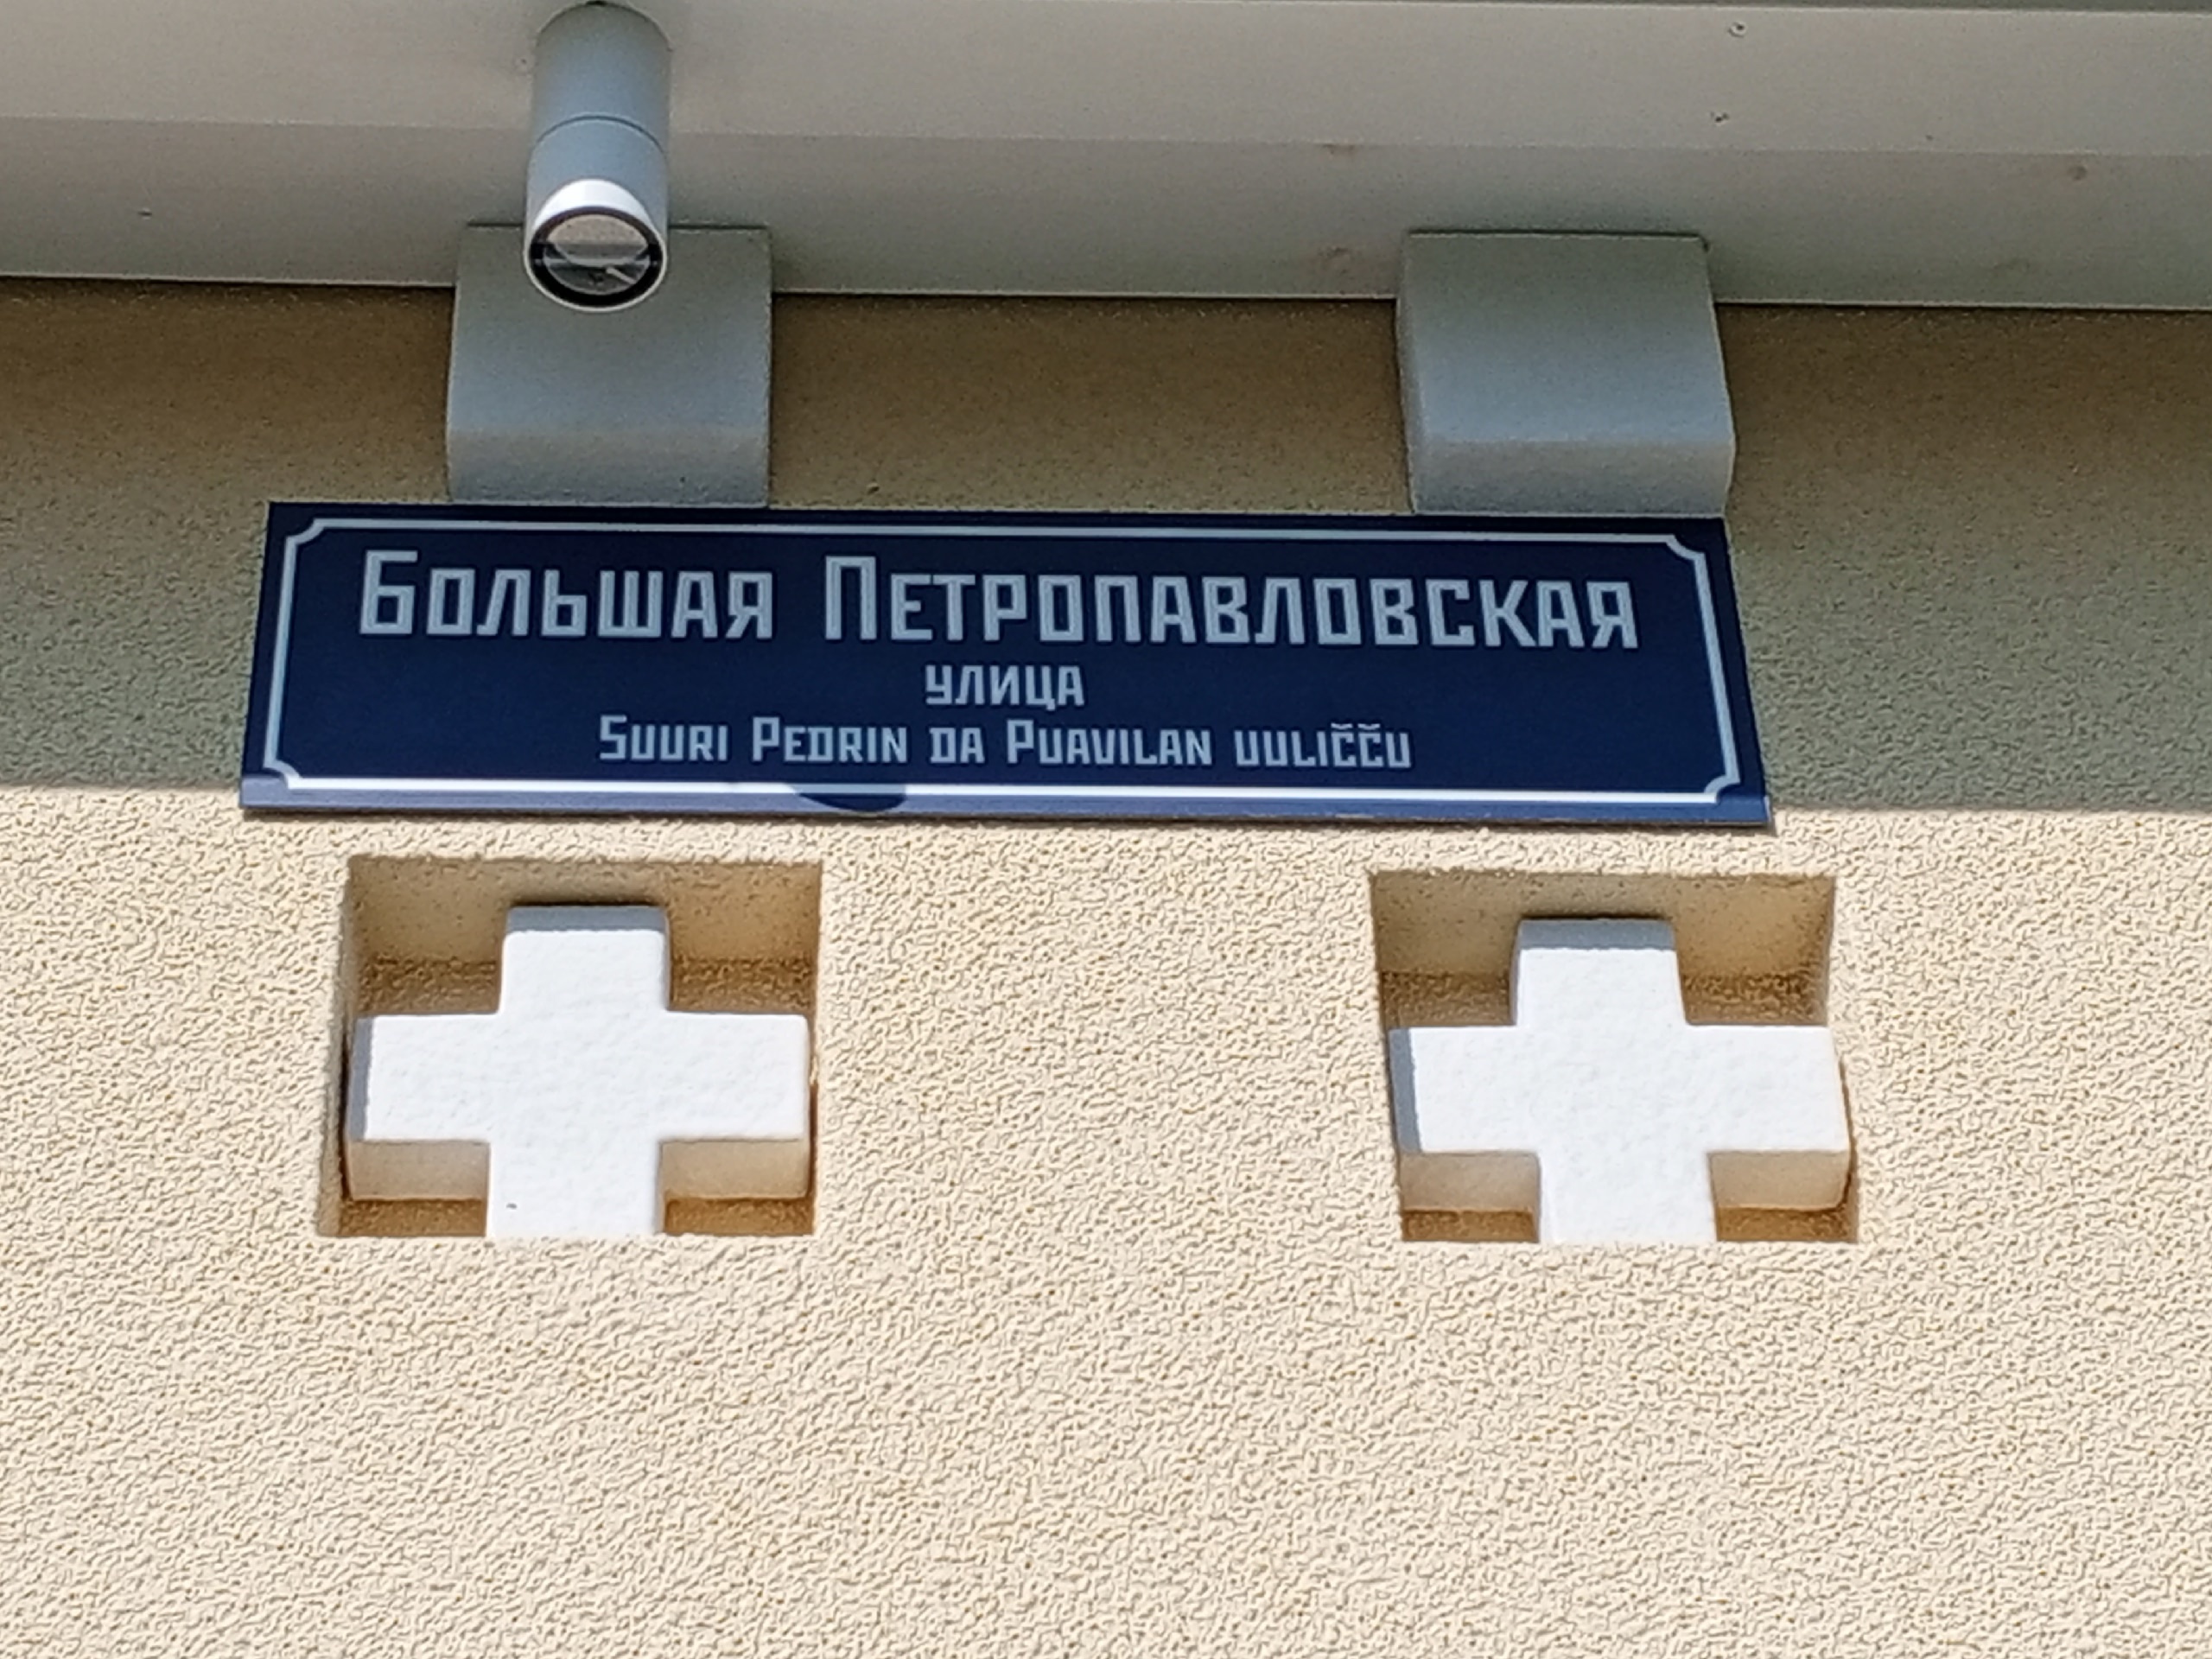 Большая Петропавловская
улица
Suuri Pedrin da Puavilan uuličču